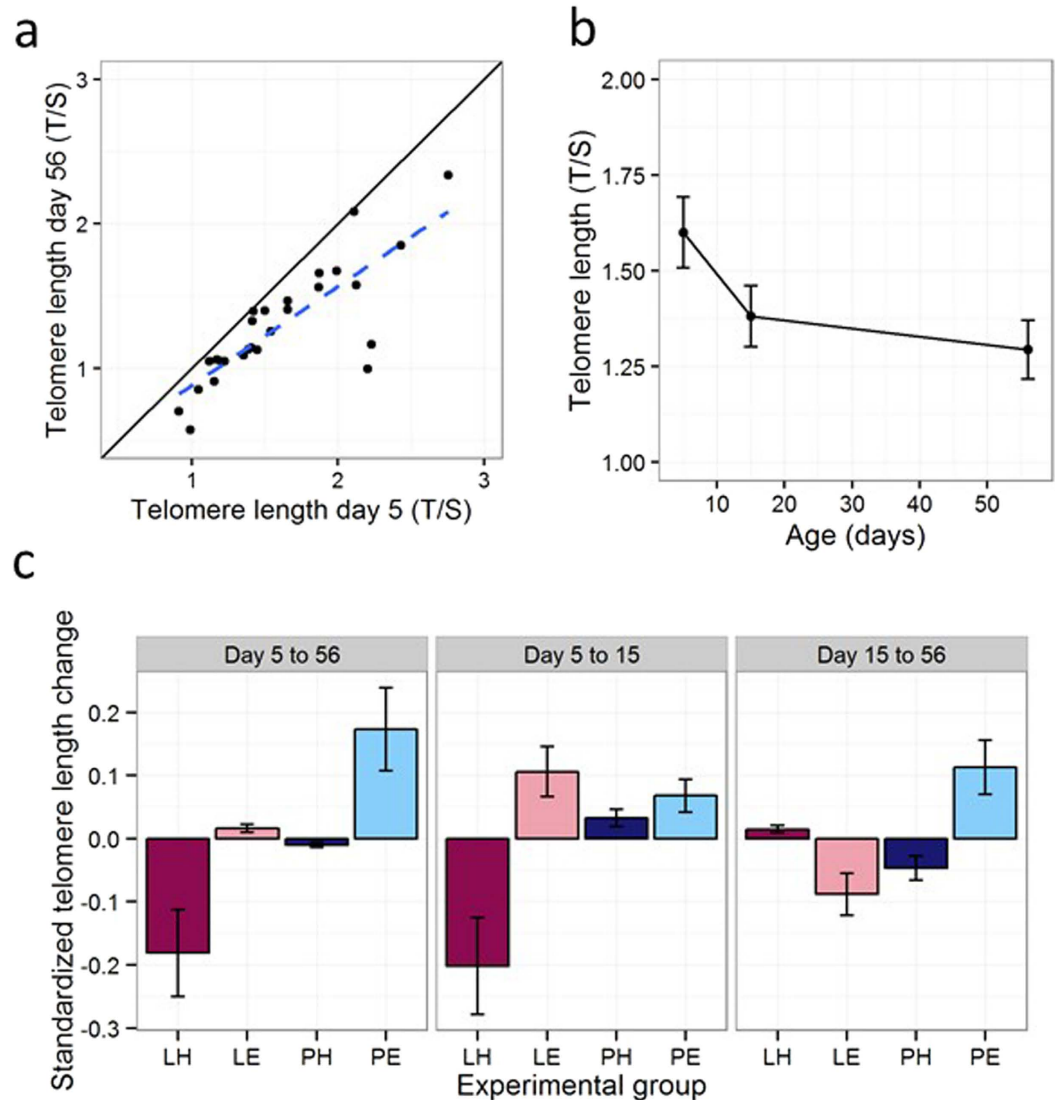 a
Telomere length day 56 (T/S)
3
2
1
1 2 3
Telomere length day 5 (T/S)
b
Telomere length (T/S)
2.00
1.75
1.50
1.25
1.00
10 20 30 40 50
Age (days)
c
Standardized telomere length change
Day 5 to 56 Day 5 to 15 Day 15 to 56
0.2
0.1
0.0
-0.1
-0.2
-0.3
LH LE PH PE LH LE PH PE LH LE PH PE
Experimental group